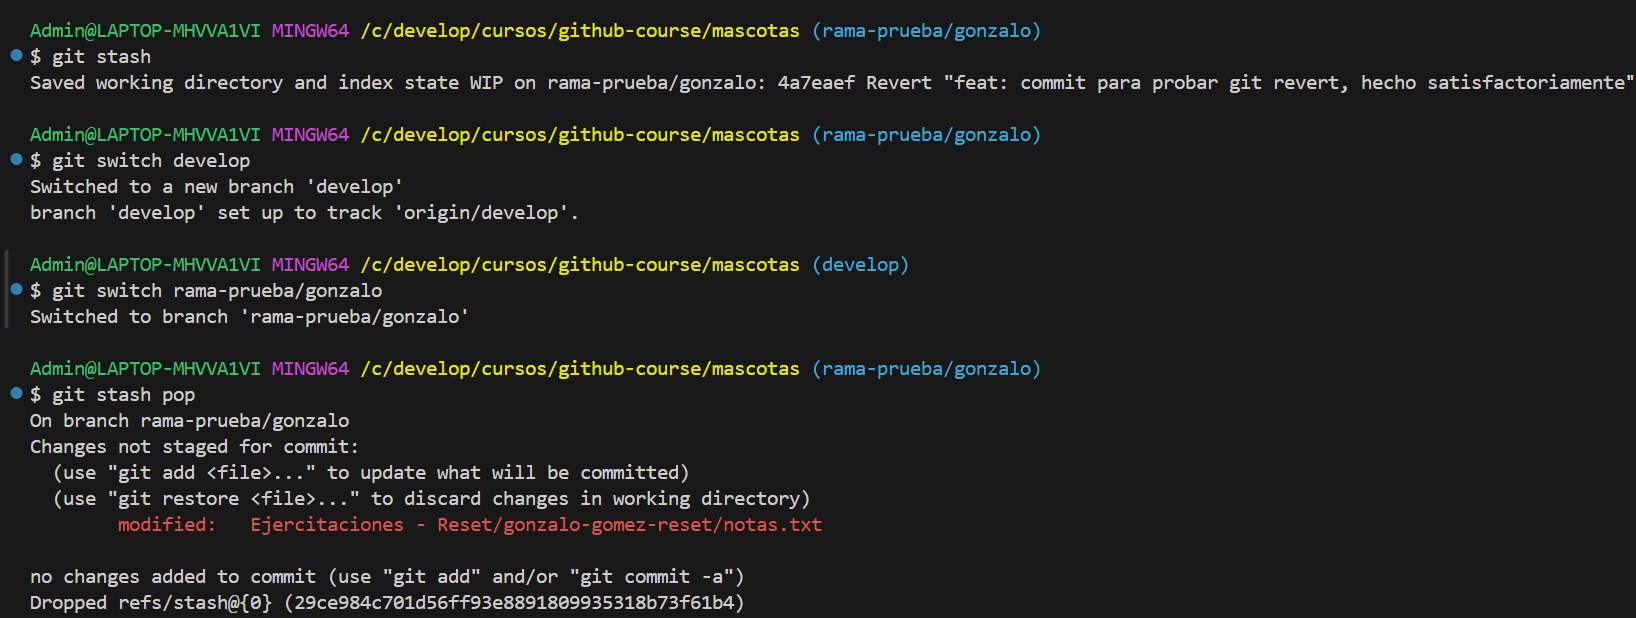 Admin@LAPTOP-MHVVA1VI MINGW64 /c/develop/cursos/github-course/mascotas (rama-prueba/gonzalo)
$ git stash
Saved working directory and index state WIP on rama-prueba/gonzalo: 4a7eaef Revert "feat: commit para probar git revert, hecho satisfactoriamente"
Admin@LAPTOP-MHVVA1VI MINGW64 /c/develop/cursos/github-course/mascotas (rama-prueba/gonzalo)
$ git switch develop
Switched to a new branch 'develop'
branch 'develop' set up to track 'origin/develop'.
Admin@LAPTOP-MHVVA1VI MINGW64 /c/develop/cursos/github-course/mascotas (develop)
$ git switch rama-prueba/gonzalo
Switched to branch 'rama-prueba/gonzalo'
Admin@LAPTOP-MHVVA1VI MINGW64 /c/develop/cursos/github-course/mascotas (rama-prueba/gonzalo)
$ git stash pop
On branch rama-prueba/gonzalo
Changes not staged for commit:
(use "git add <file>..." to update what will be committed)
(use "git restore <file>..." to discard changes in working directory)
modified:   Ejercitaciones - Reset/gonzalo-gomez-reset/notas.txt
no changes added to commit (use "git add" and/or "git commit -a")
Dropped refs/stash@{0} (29ce984c701d56ff93e8891809935318b73f61b4)